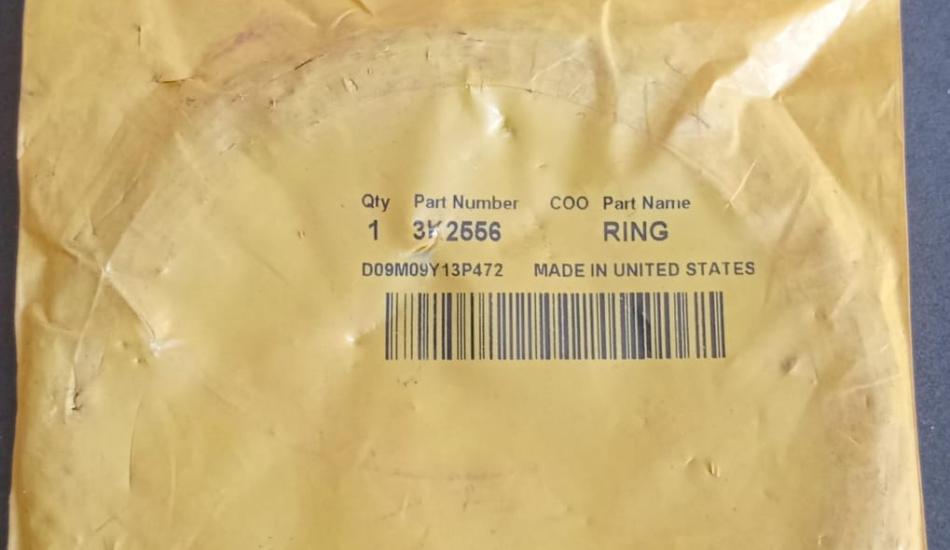 Qty Part Number COO Part Name
1 3K2556 RING
D09M09Y13P472 MADE IN UNITED STATES